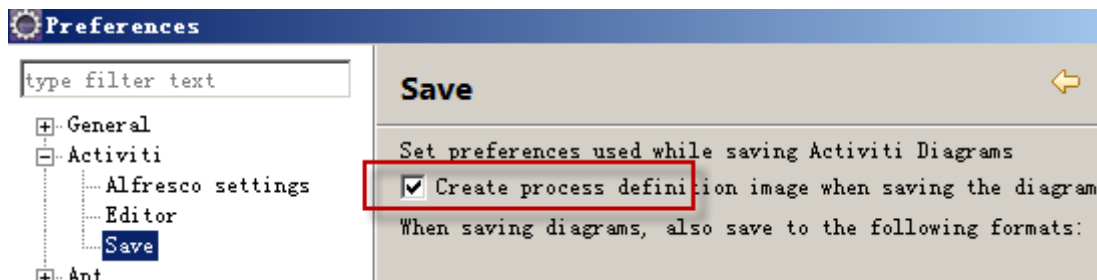 Preferences
type filter text
General
Activiti
Alfresco settings
Editor
Save
Ant
Save
Set preferences used while saving Activiti Diagrams
Create process definition image when saving the diagram
When saving diagrams, also save to the following formats: